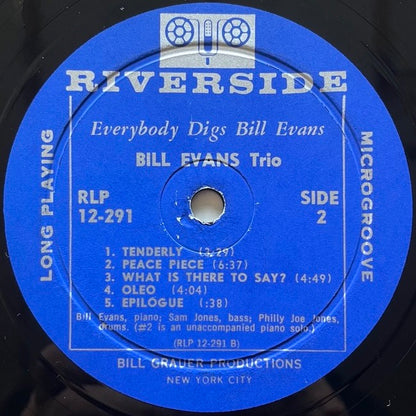 RIVERSIDE
Everybody Digs Bill Evans
BILL EVANS Trio
LONG PLAYING
MICROGROOVE
RLP
12-291
SIDE
2
1. TENDERLY (3:29)
2. PEACE PIECE (6:37)
3. WHAT IS THERE TO SAY? (4:49)
4. OLEO (4:04)
5. EPILOGUE (:38)
Bill Evans, piano; Sam Jones, bass; Philly Joe Jones,
drums. (#2 is an unaccompanied piano solo.)
(RLP 12-291 B)
BILL GRAUER PRODUCTIONS
NEW YORK CITY